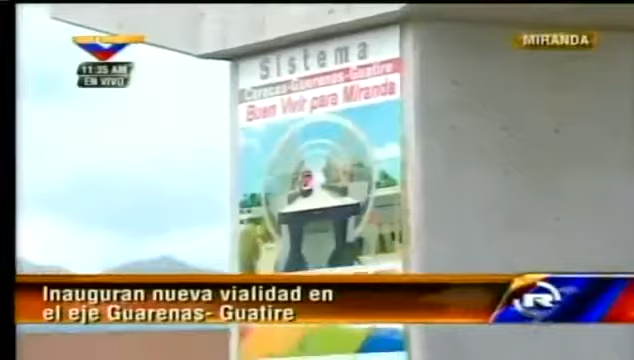 11:35 AM
EN VIVO
MIRANDA
Sistema
Caracas-Guarenas-Guatire
Buen Vivir para Miranda
Inauguran nueva vialidad en
el eje Guarenas- Guatire
R